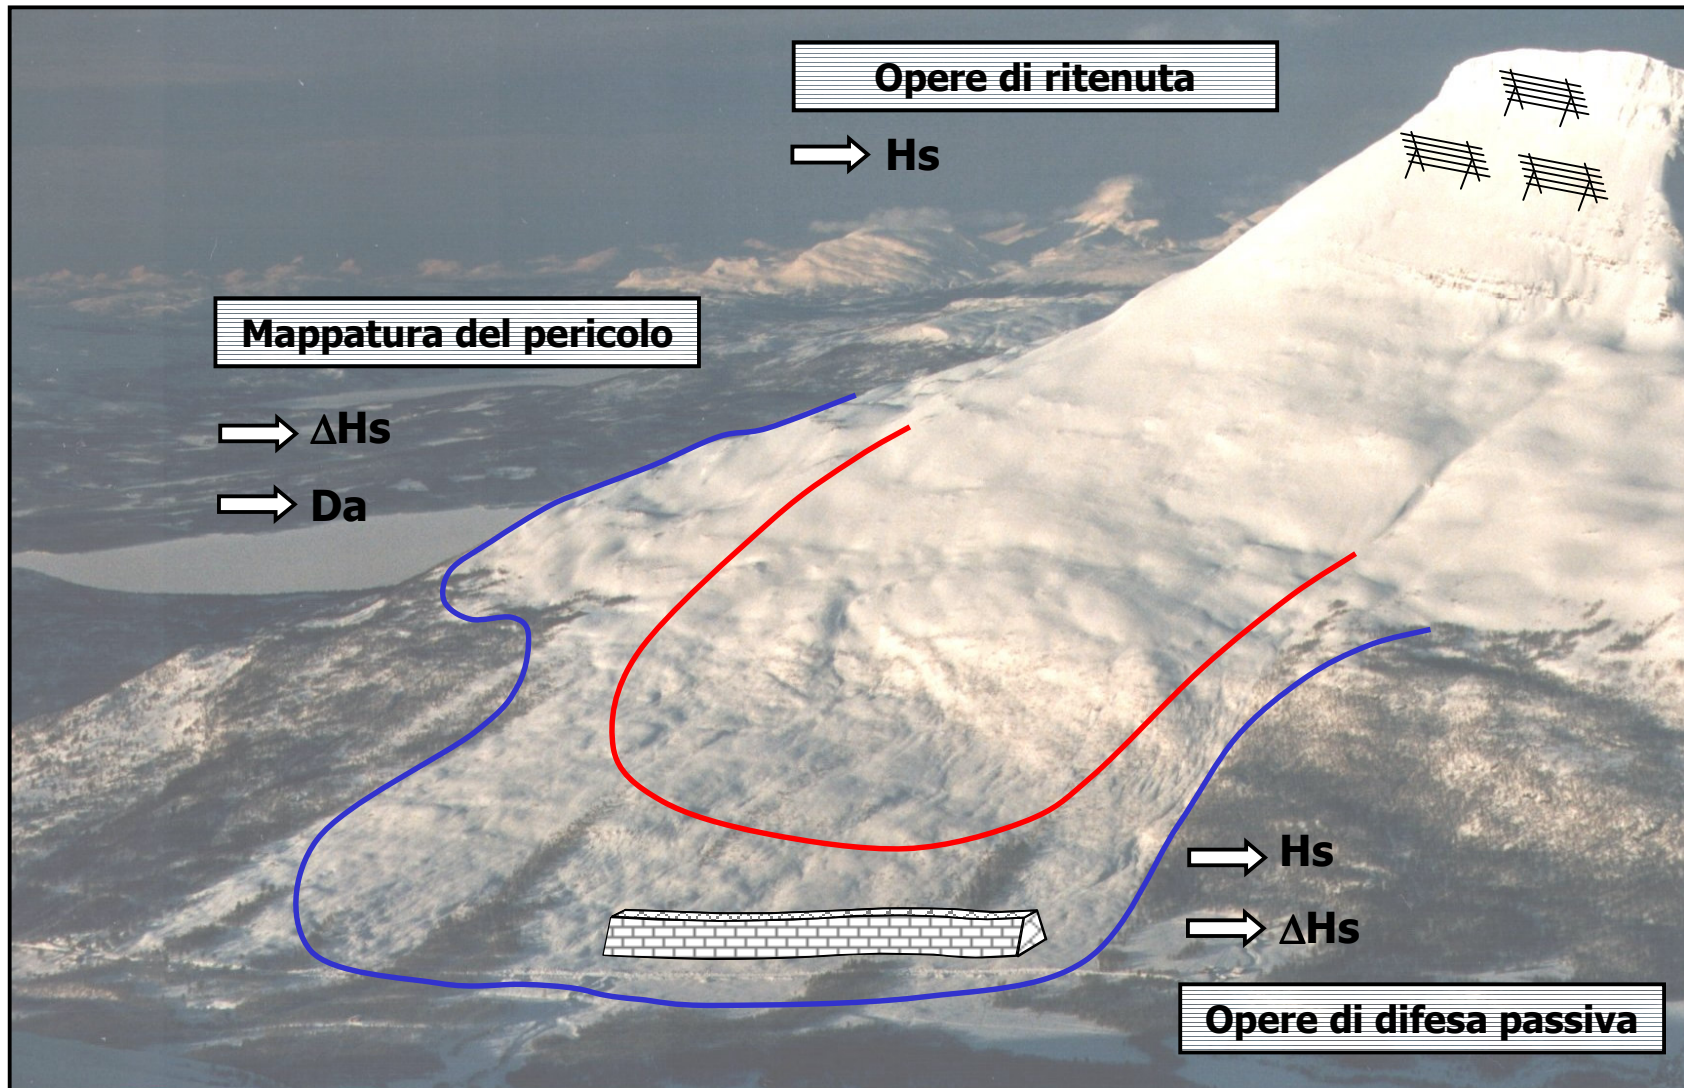 Opere di ritenuta
Hs
Mappatura del pericolo
ΔHs
Da
Hs
ΔHs
Opere di difesa passiva